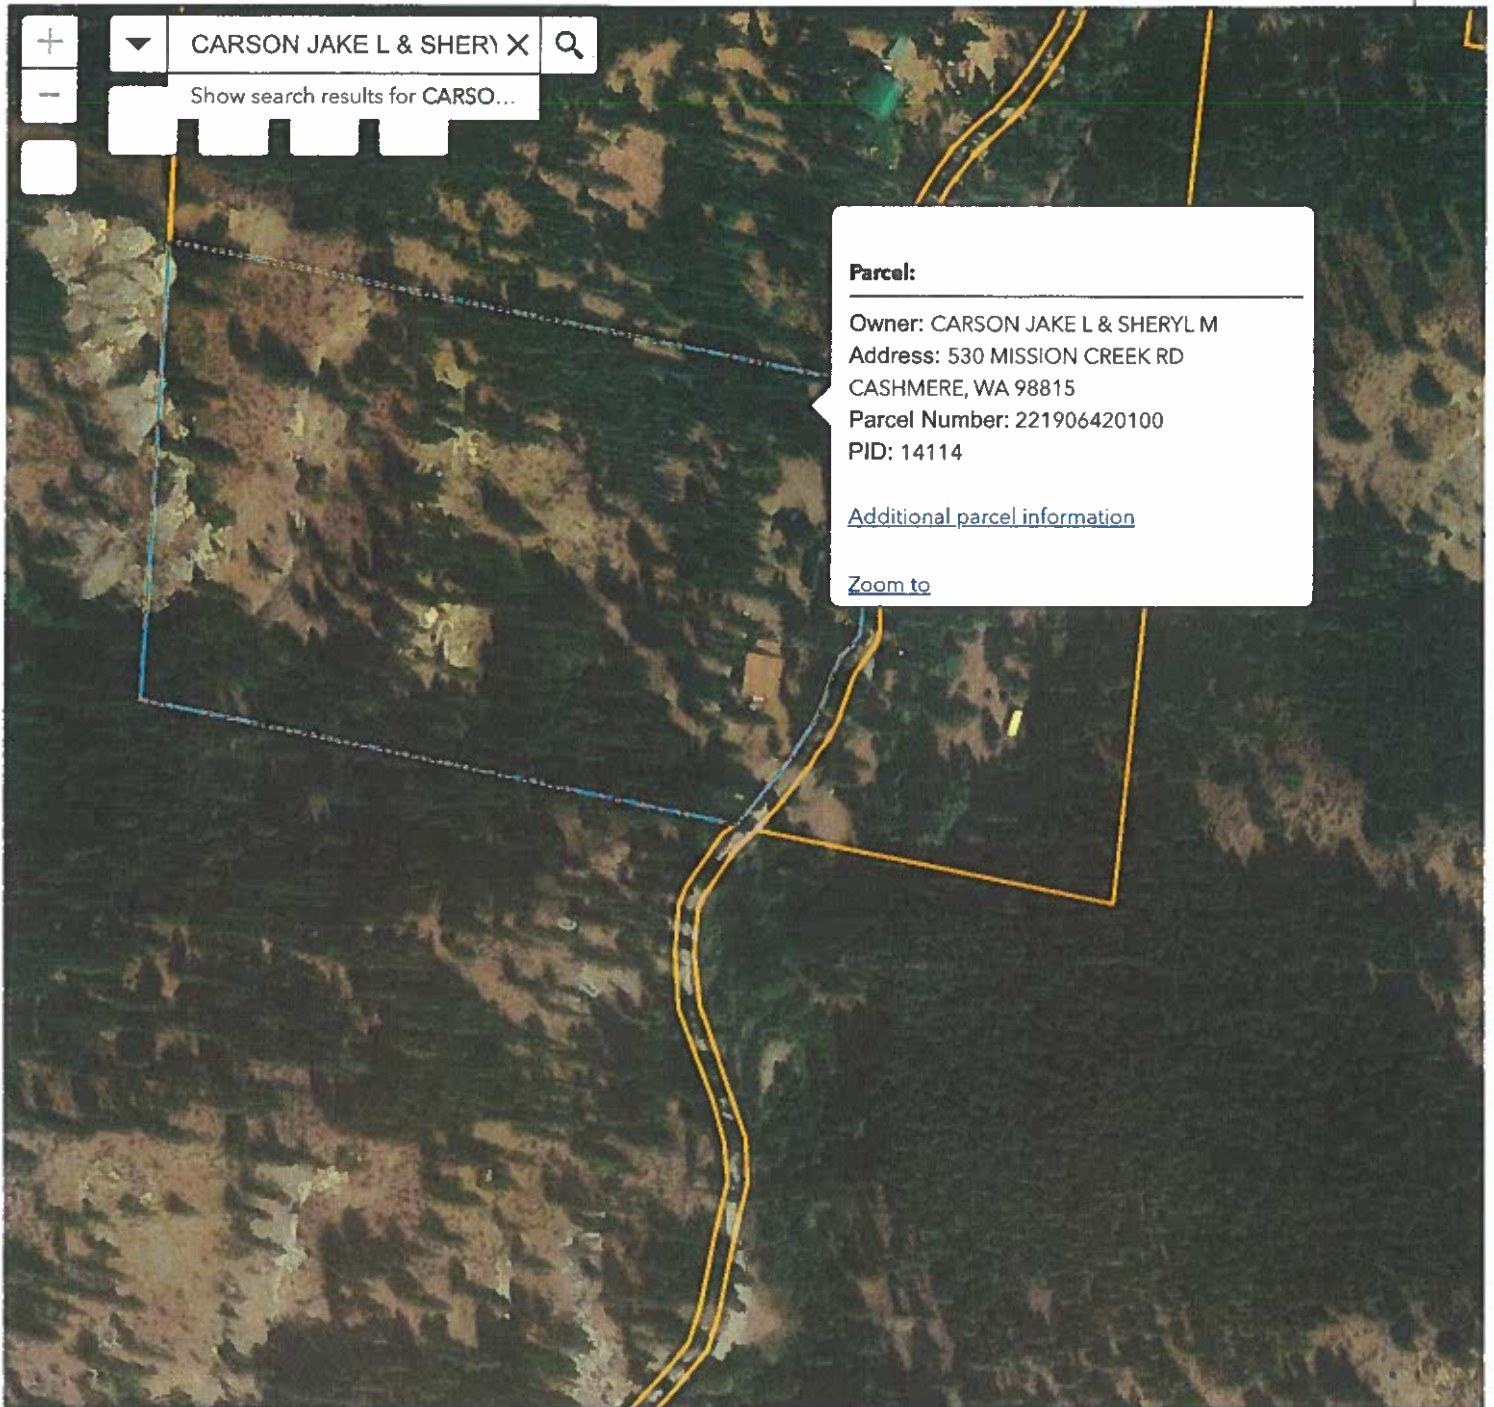 CARSON JAKE L & SHERY
Show search results for CARSO...
Parcel:
Owner: CARSON JAKE L & SHERYL M
Address: 530 MISSION CREEK RD
CASHMERE, WA 98815
Parcel Number: 221906420100
PID: 14114
Additional parcel information
Zoom to